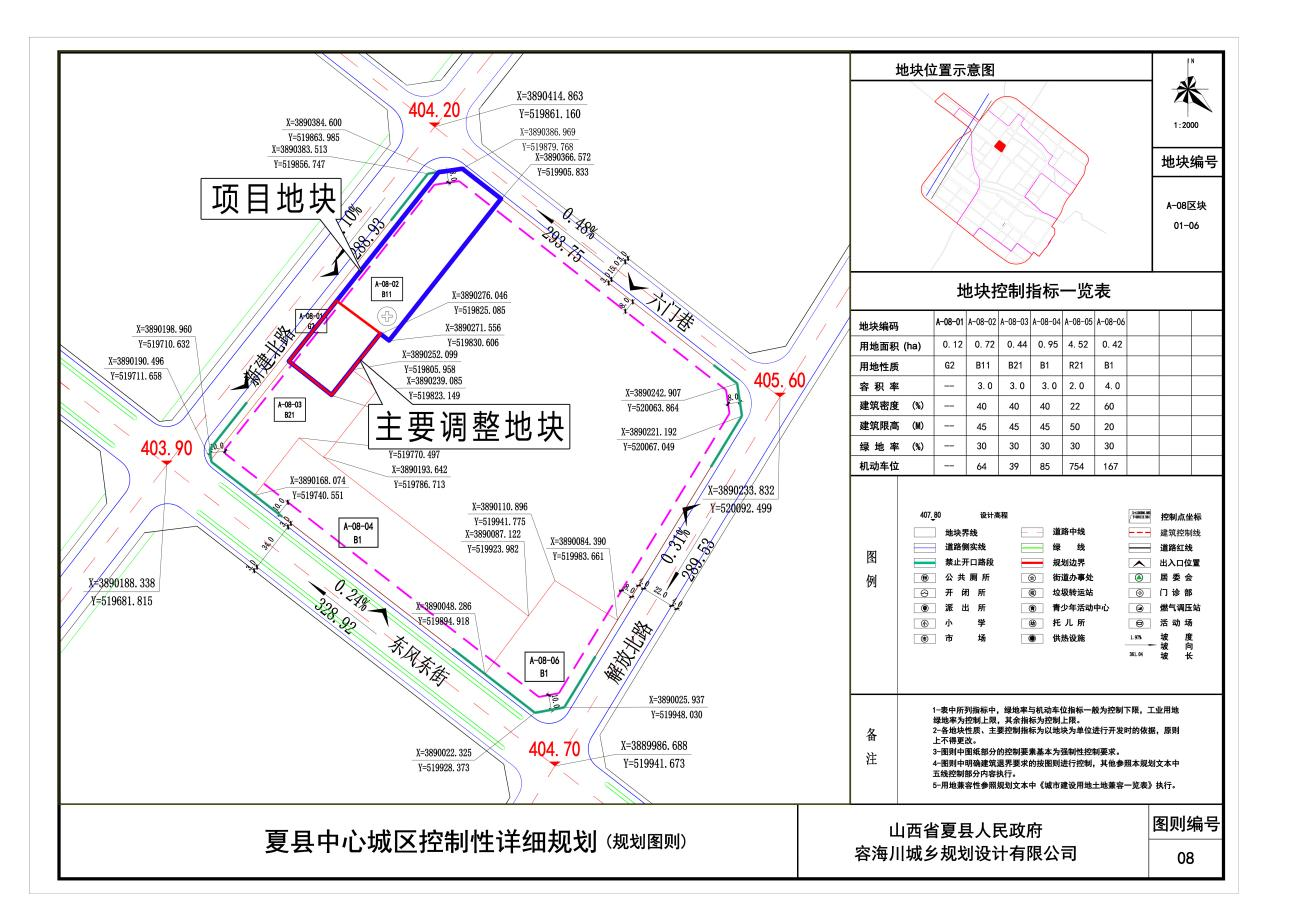 X=3890414.863
Y=519861.160
404.20
X=3890384.600
Y=519863.985
X=3890383.513
Y=519856.747
X=3890386.969
Y=519879.768
X=3890366.572
Y=519905.833
项目地块
288.93
0.48%
293.75
六门巷
A-08-02
B11
A-08-01
G2
X=3890276.046
Y=519825.085
X=3890271.556
Y=519830.606
X=3890252.099
Y=519805.958
X=3890239.085
Y=519823.149
X=3890198.960
Y=519710.632
X=3890190.496
Y=519711.658
新建北路
405.60
X=3890242.907
Y=520063.864
X=3890221.192
Y=520067.049
A-08-03
B21
主要调整地块
403.90
Y=519770.497
X=3890193.642
Y=519786.713
X=3890168.074
Y=519740.551
X=3890233.832
Y=520092.499
A-08-04
B1
X=3890110.896
Y=519941.775
X=3890087.122
Y=519923.982
X=3890084.390
Y=519983.661
0.31%
289.53
34.0
X=3890188.338
Y=519681.815
0.24%
328.92
X=3890048.286
Y=519894.918
东风东街
A-08-06
B1
解放北路
X=3890025.937
Y=519948.030
X=3890022.325
Y=519928.373
404.70
X=3889986.688
Y=519941.673
地块位置示意图
N
1:2000
地块编号
A-08区块
01-06
地块控制指标一览表
地块编码 A-08-01 A-08-02 A-08-03 A-08-04 A-08-05 A-08-06
用地面积 (ha) 0.12 0.72 0.44 0.95 4.52 0.42
用地性质 G2 B11 B21 B1 R21 B1
容 积 率 -- 3.0 3.0 3.0 2.0 4.0
建筑密度 (%) -- 40 40 40 22 60
建筑限高 (M) -- 45 45 45 50 20
绿 地 率 (%) -- 30 30 30 30 30
机动车位 -- 64 39 85 754 167
图例
407.80 设计高程 控制点坐标
地块界线 道路中线 建筑控制线
道路侧实线 绿 线 道路红线
禁止开口路段 规划边界 出入口位置
公 共 厕 所 街道办事处 居 委 会
开 闭 所 垃圾转运站 门 诊 部
派 出 所 青少年活动中心 燃气调压站
小 学 托 儿 所 活 动 场
市 场 供热设施 坡 度
坡 向
坡 长
备注
1-表中所列指标中，绿地率与机动车位指标一般为控制下限，工业用地
绿地率为控制上限，其余指标为控制上限。
2-各地块性质、主要控制指标为以地块为单位进行开发时的依据，原则
上不得更改。
3-图则中图纸部分的控制要素基本为强制性控制要求。
4-图则中明确建筑退界要求的按图则进行控制，其他参照本规划文本中
五线控制部分内容执行。
5-用地兼容性参照规划文本中《城市建设用地土地兼容一览表》执行。
夏县中心城区控制性详细规划 (规划图则)
山西省夏县人民政府
容海川城乡规划设计有限公司
图则编号
08